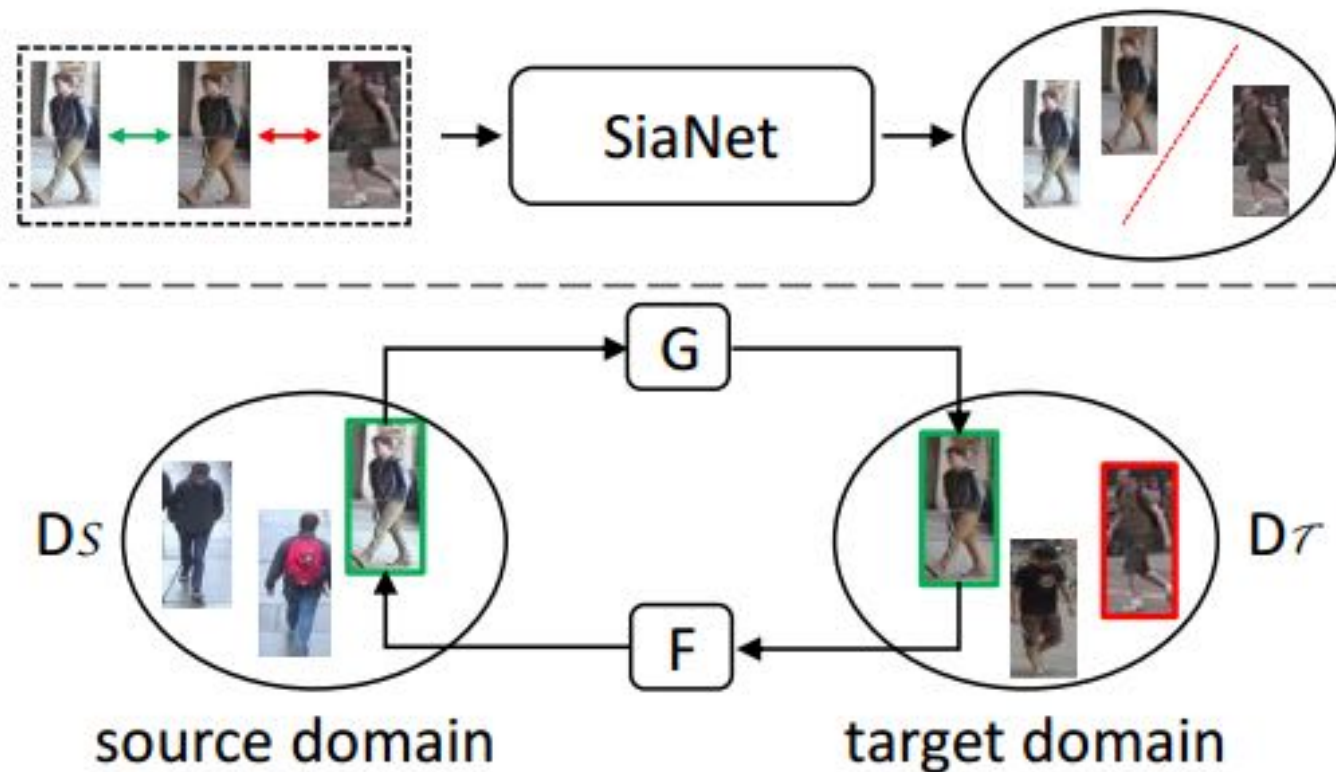 SiaNet
G
D𝒮
D𝒯
F
source domain
target domain